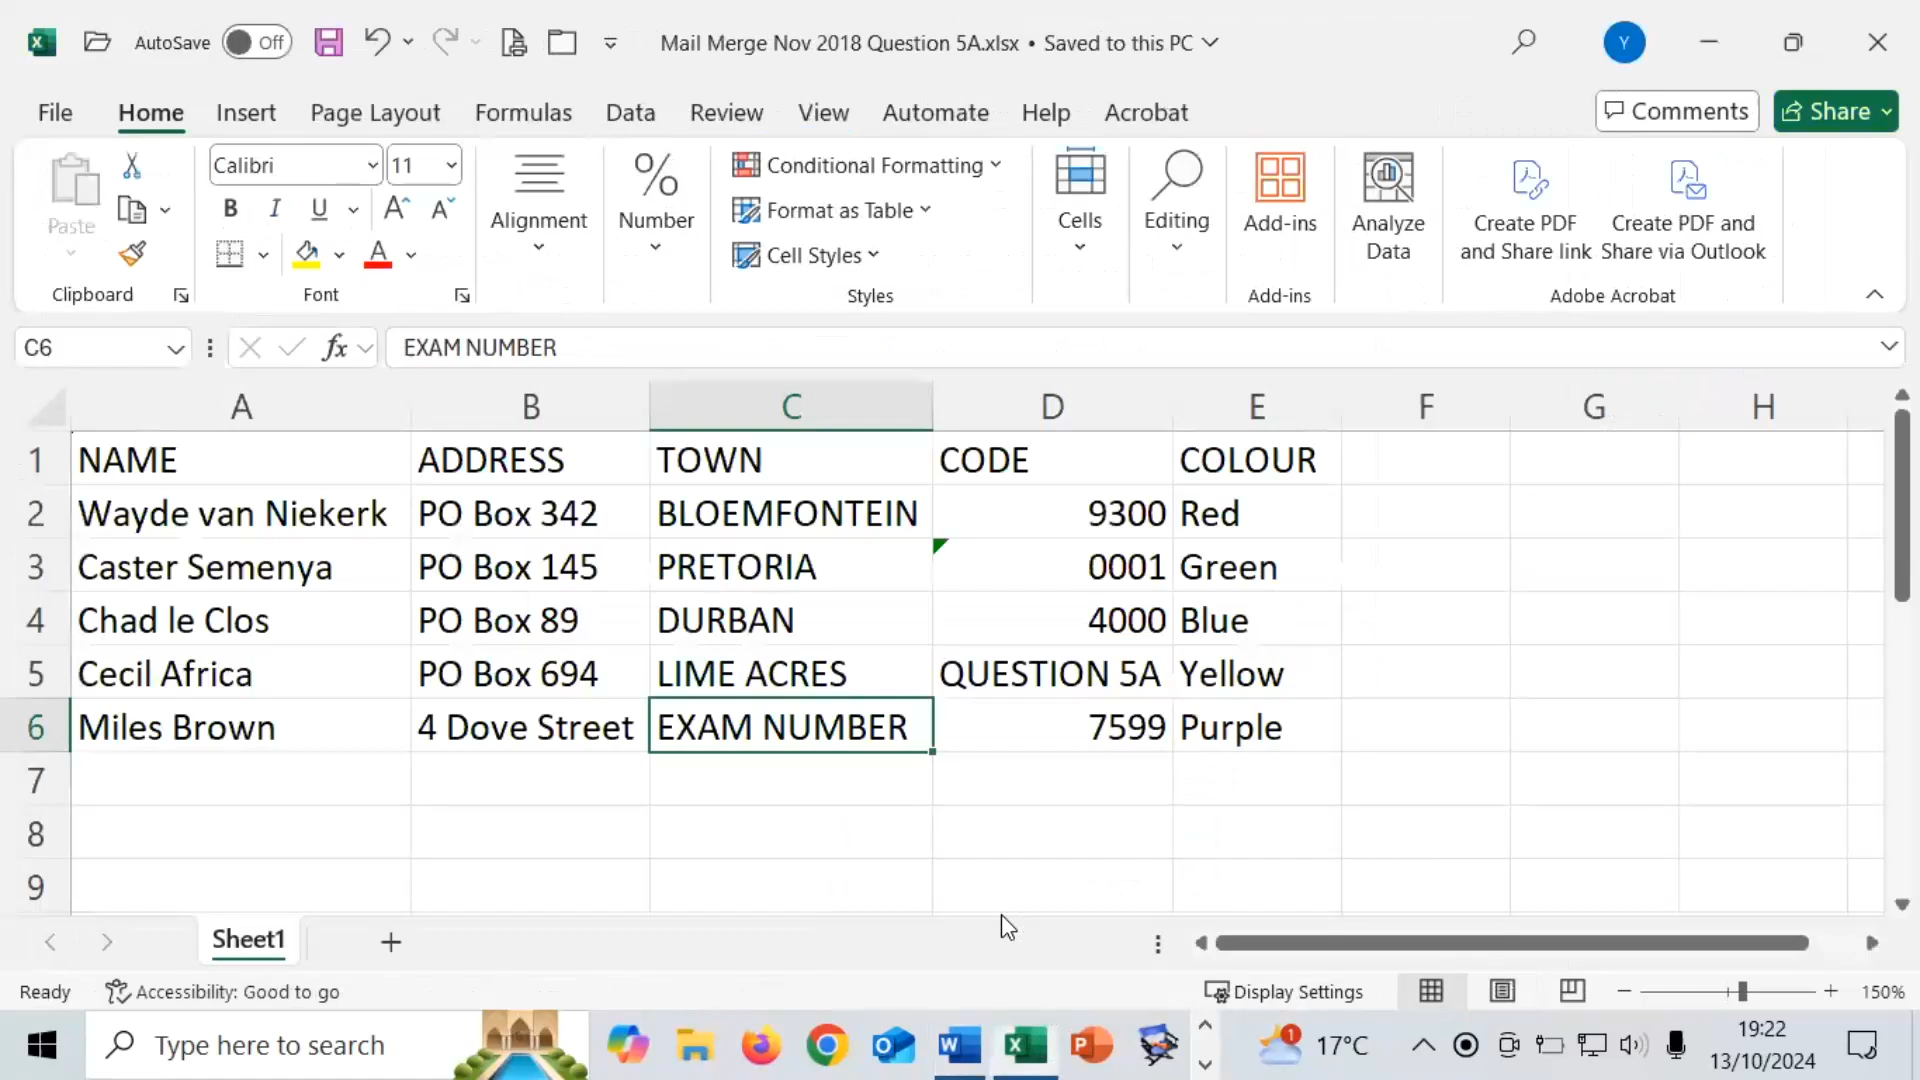 AutoSave Off Mail Merge Nov 2018 Question 5A.xlsx • Saved to this PC Y
File Home Insert Page Layout Formulas Data Review View Automate Help Acrobat Comments Share
Paste Calibri 11 Alignment Number Conditional Formatting Cells Editing Add-ins Analyze Data Create PDF and Share link Create PDF and Share via Outlook
B I U A A Format as Table
A Cell Styles
Clipboard Font Styles Add-ins Adobe Acrobat
C6 fx EXAM NUMBER
A B C D E F G H
1 NAME ADDRESS TOWN CODE COLOUR
2 Wayde van Niekerk PO Box 342 BLOEMFONTEIN 9300 Red
3 Caster Semenya PO Box 145 PRETORIA 0001 Green
4 Chad le Clos PO Box 89 DURBAN 4000 Blue
5 Cecil Africa PO Box 694 LIME ACRES QUESTION 5A Yellow
6 Miles Brown 4 Dove Street EXAM NUMBER 7599 Purple
7
8
9
Sheet1
Ready Accessibility: Good to go Display Settings 150%
Type here to search 1 17°C 19:22
13/10/2024